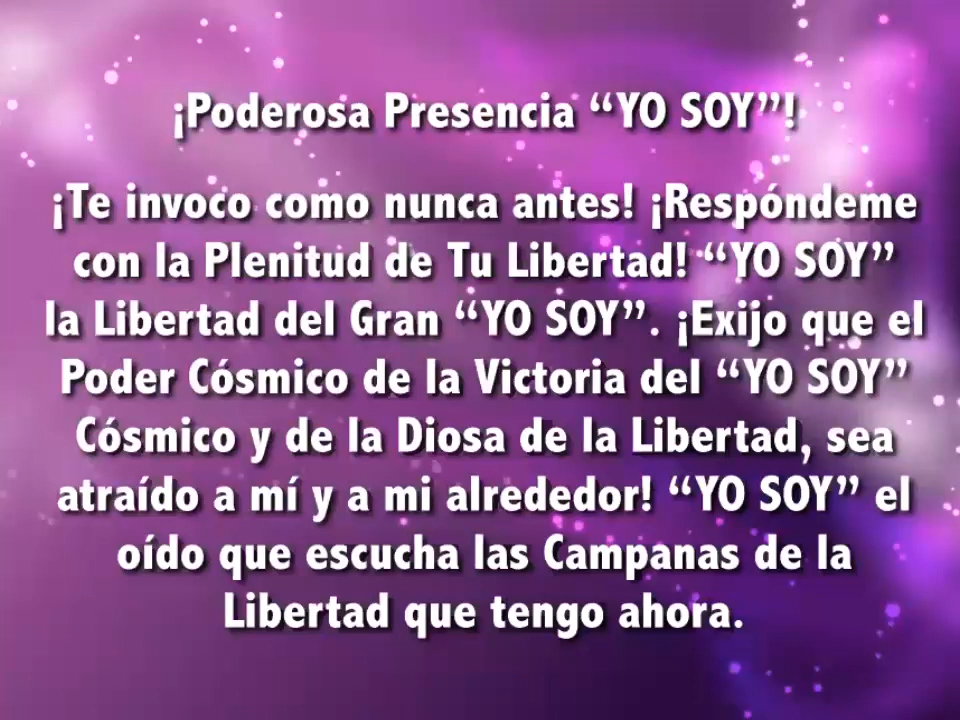 ¡Poderosa Presencia “YO SOY”!
¡Te invoco como nunca antes! ¡Respóndeme
con la Plenitud de Tu Libertad! “YO SOY”
la Libertad del Gran “YO SOY”. ¡Exijo que el
Poder Cósmico de la Victoria del “YO SOY”
Cósmico y de la Diosa de la Libertad, sea
atraído a mí y a mi alrededor! “YO SOY” el
oído que escucha las Campanas de la
Libertad que tengo ahora.